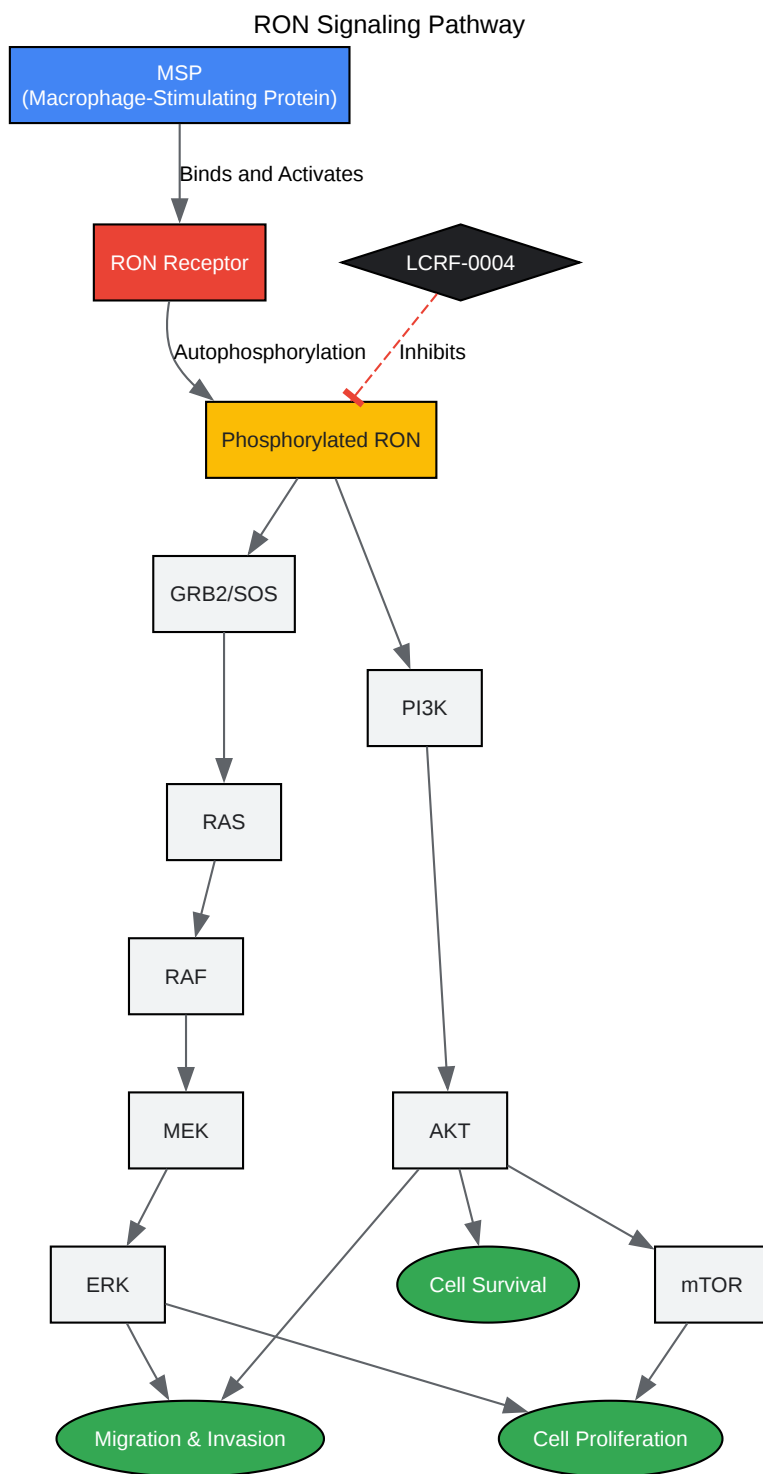 RON Signaling Pathway
MSP
(Macrophage-Stimulating Protein)
Binds and Activates
RON Receptor
LCRF-0004
Autophosphorylation
Inhibits
Phosphorylated RON
GRB2/SOS
PI3K
RAS
RAF
MEK
AKT
ERK
Cell Survival
mTOR
Migration & Invasion
Cell Proliferation